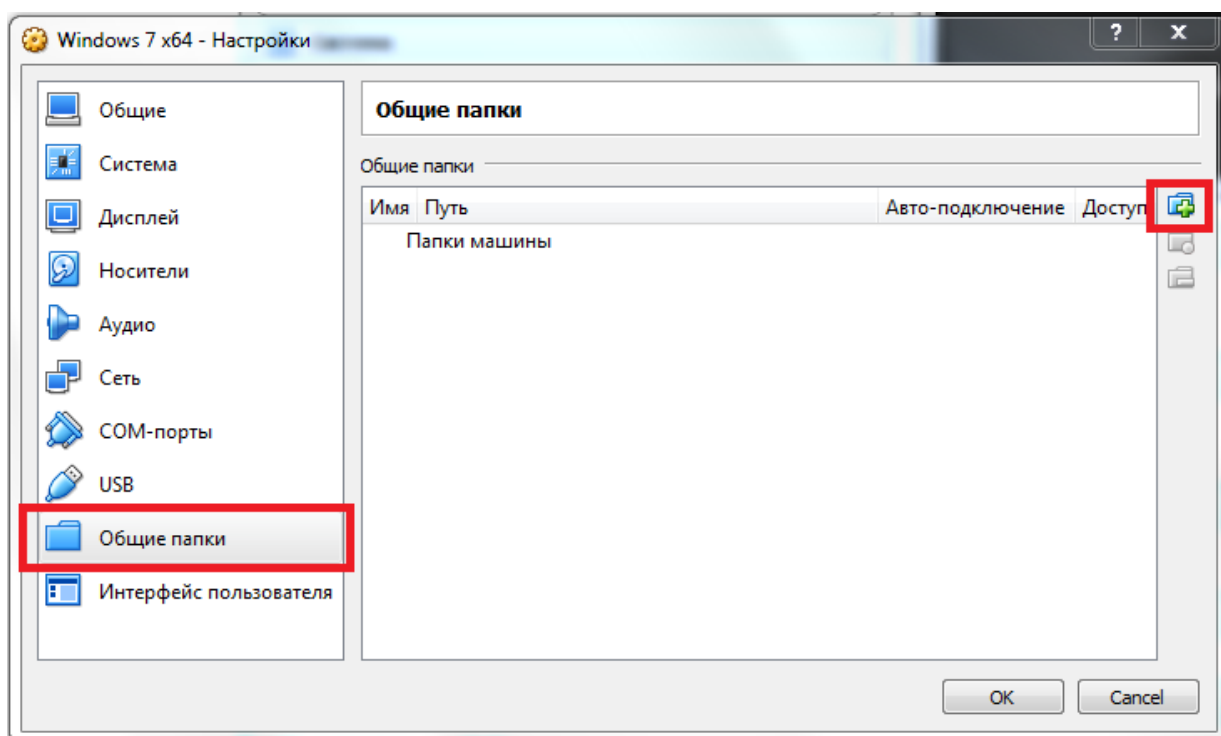 Windows 7 x64 - Настройки
? x
Общие
Система
Дисплей
Носители
Аудио
Сеть
COM-порты
USB
Общие папки
Интерфейс пользователя
Общие папки
Общие папки
Имя Путь Авто-подключение Доступ
Папки машины
OK Cancel